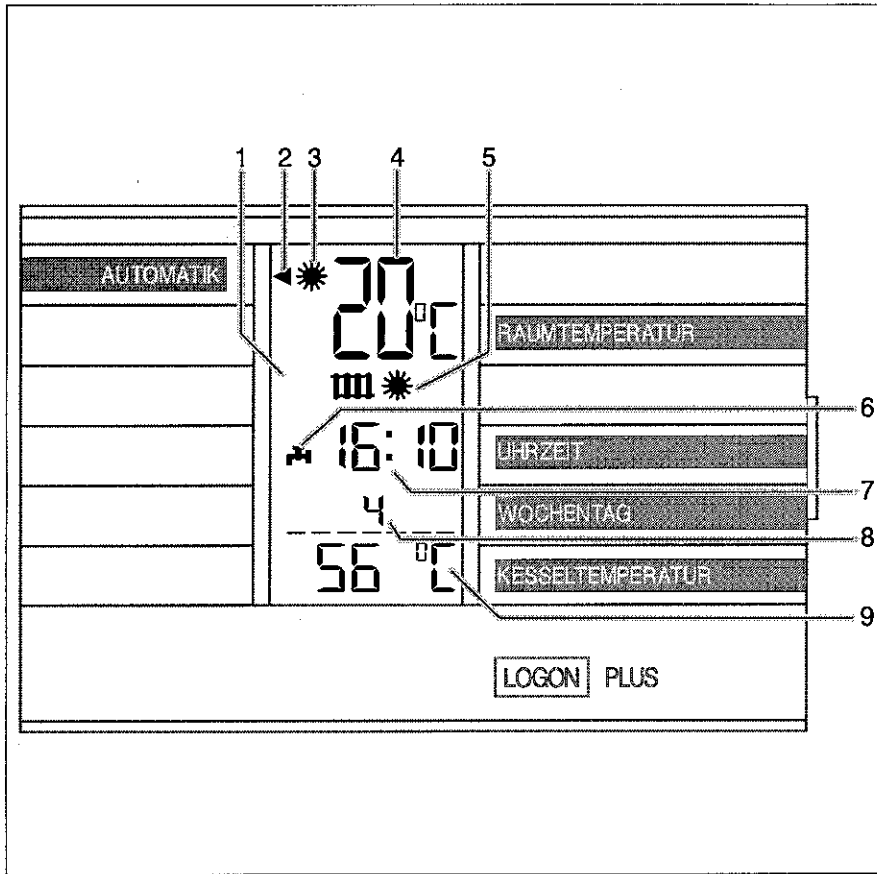 1 2 3 4 5
AUTOMATIK
20 °C
RAUMTEMPERATUR
6
16:10
UHRZEIT
7
4
WOCHENTAG
8
56 °C
KESSELTEMPERATUR
9
LOGON PLUS